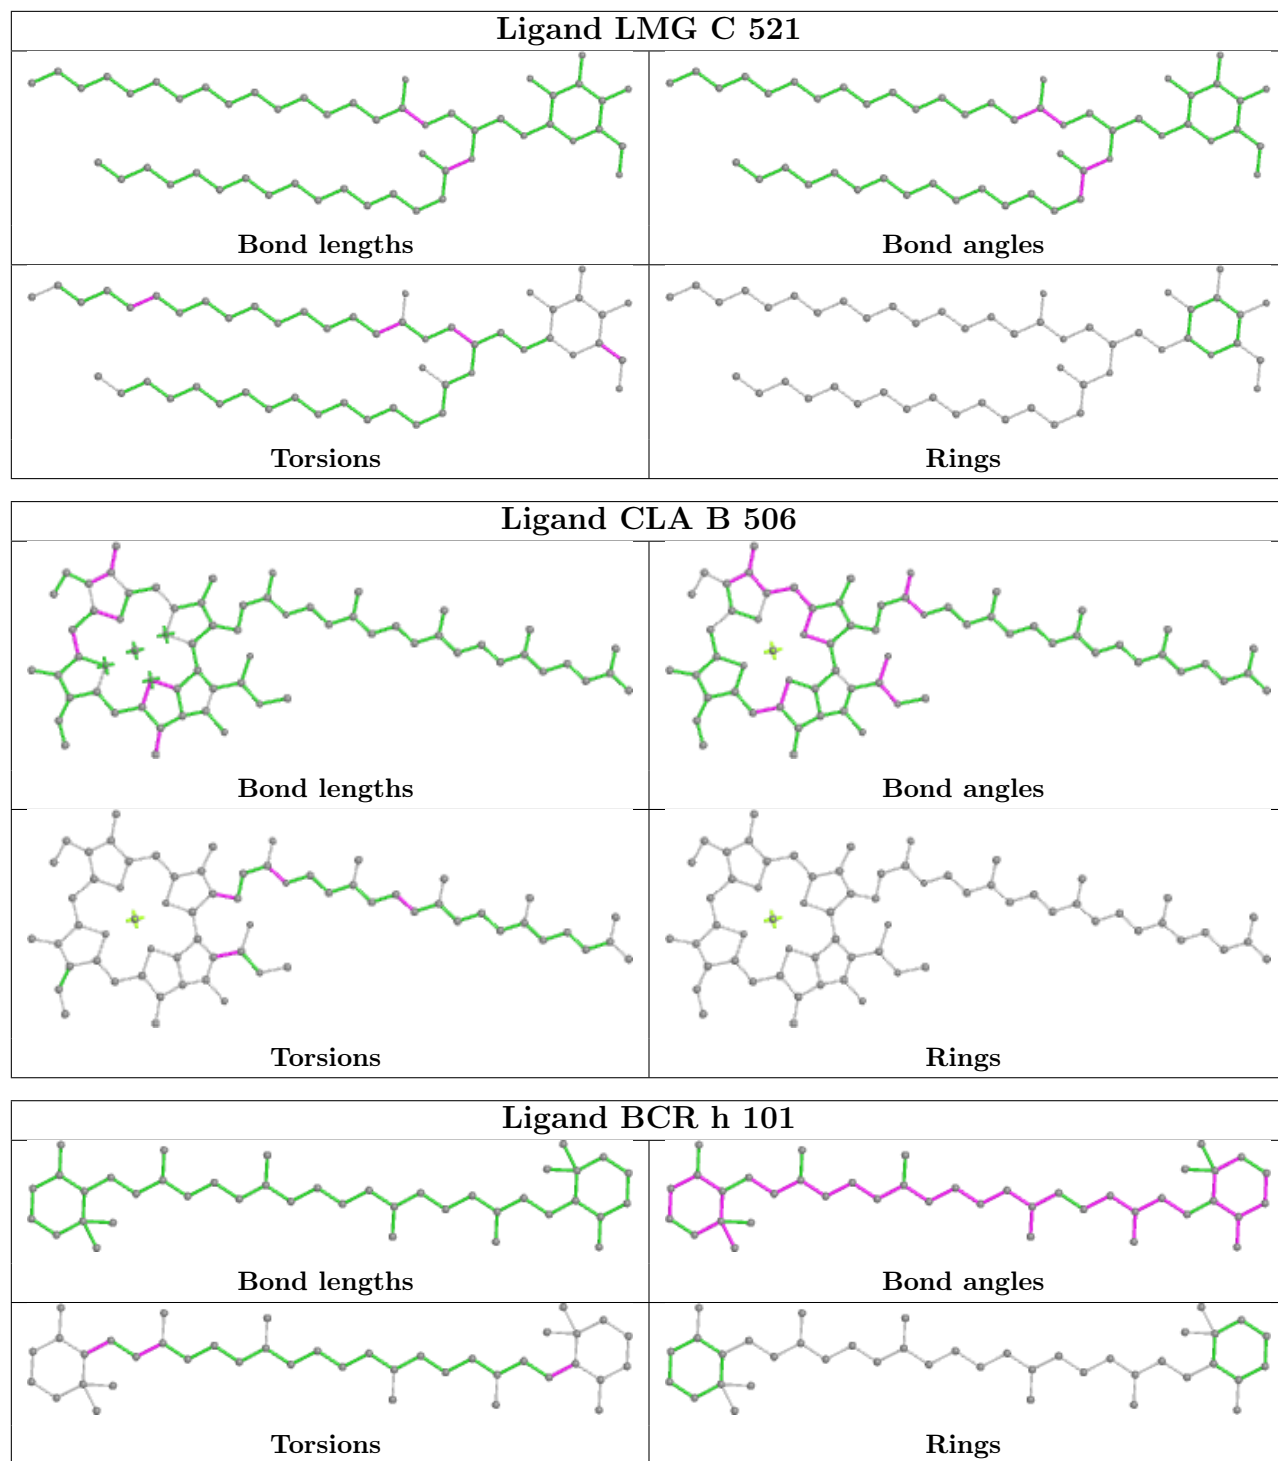 Ligand LMG C 521
Bond lengths
Bond angles
Torsions
Rings
Ligand CLA B 506
Bond lengths
Bond angles
Torsions
Rings
Ligand BCR h 101
Bond lengths
Bond angles
Torsions
Rings